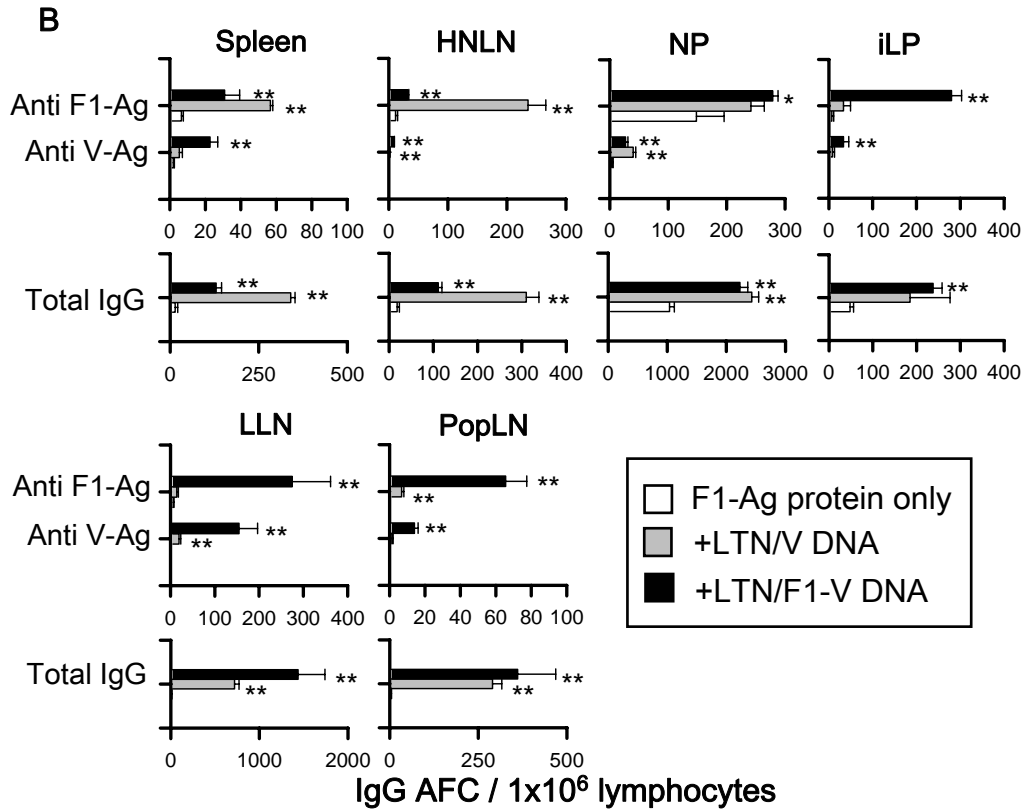 B
Spleen HNLN NP iLP
Anti F1-Ag ** ** ** ** * **
Anti V-Ag ** ** ** ** ** **
0 20 40 60 80 100 0 100 200 300 0 100 200 300 0 100 200 300 400
Total IgG ** ** ** ** ** ** **
0 250 500 0 100 200 300 400 0 1000 2000 3000 0 100 200 300 400
LLN PopLN
Anti F1-Ag ** ** **
Anti V-Ag ** ** **
0 100 200 300 400 0 20 40 60 80 100
Total IgG ** ** ** **
0 1000 2000 0 250 500
F1-Ag protein only
+LTN/V DNA
+LTN/F1-V DNA
IgG AFC / 1x10⁶ lymphocytes